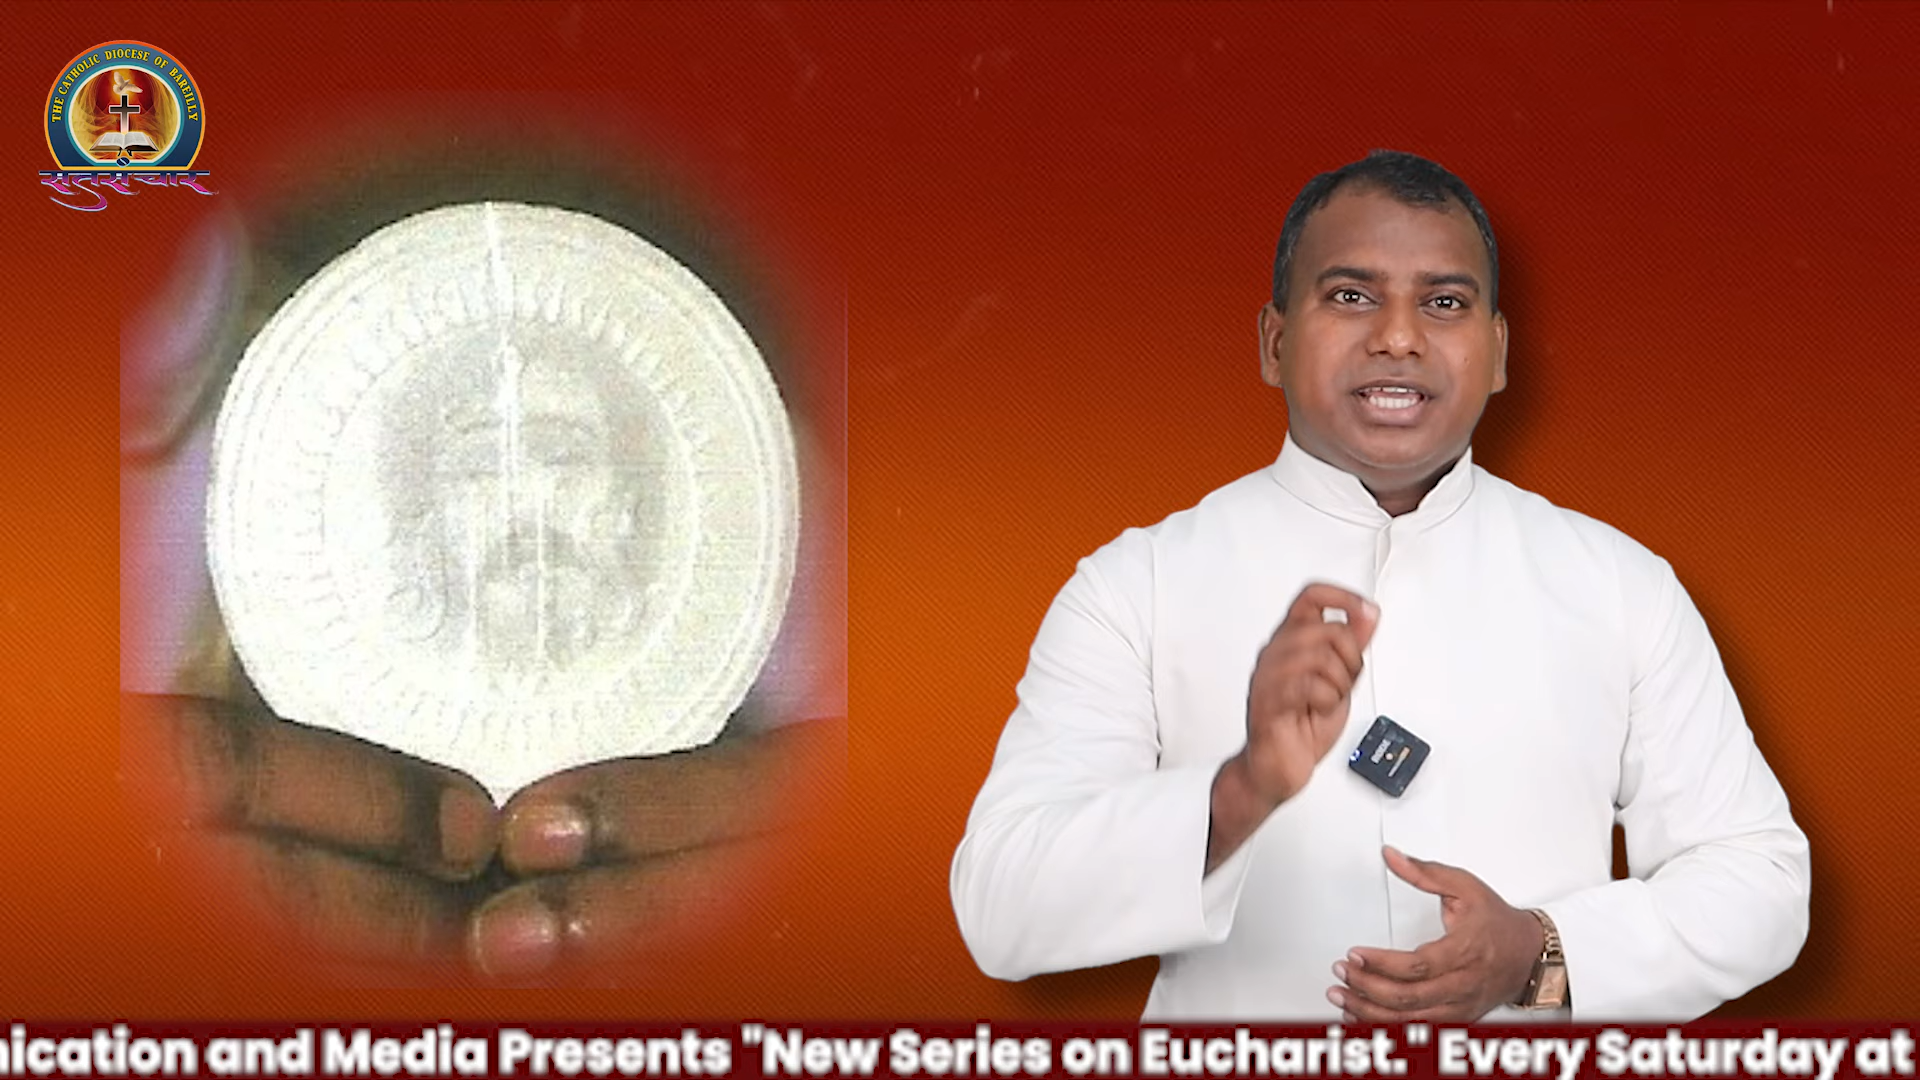 THE CATHOLIC DIOCESE OF BAREILLY
सत्संचार
nication and Media Presents "New Series on Eucharist." Every Saturday at